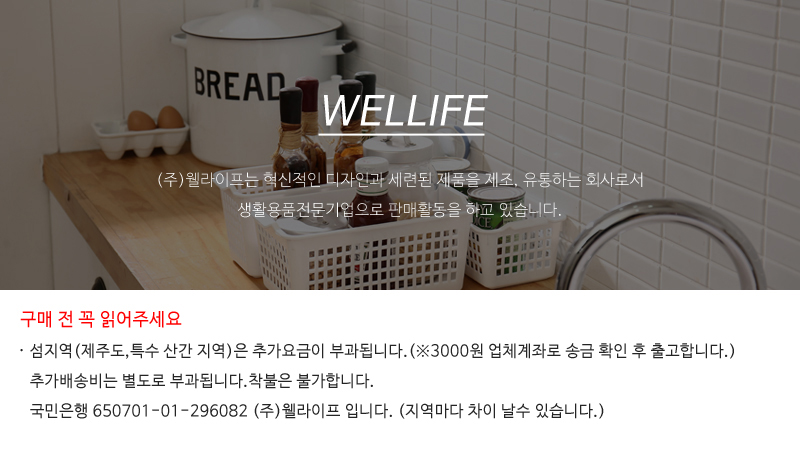 BREAD
WELLIFE
(주)웰라이프는 혁신적인 디자인과 세련된 제품을 제조, 유통하는 회사로서
생활용품전문기업으로 판매활동을 하고 있습니다.
구매 전 꼭 읽어주세요
· 섬지역(제주도,특수 산간 지역)은 추가요금이 부과됩니다.(※3000원 업체계좌로 송금 확인 후 출고합니다.)
추가배송비는 별도로 부과됩니다.착불은 불가합니다.
국민은행 650701-01-296082 (주)웰라이프 입니다. (지역마다 차이 날수 있습니다.)